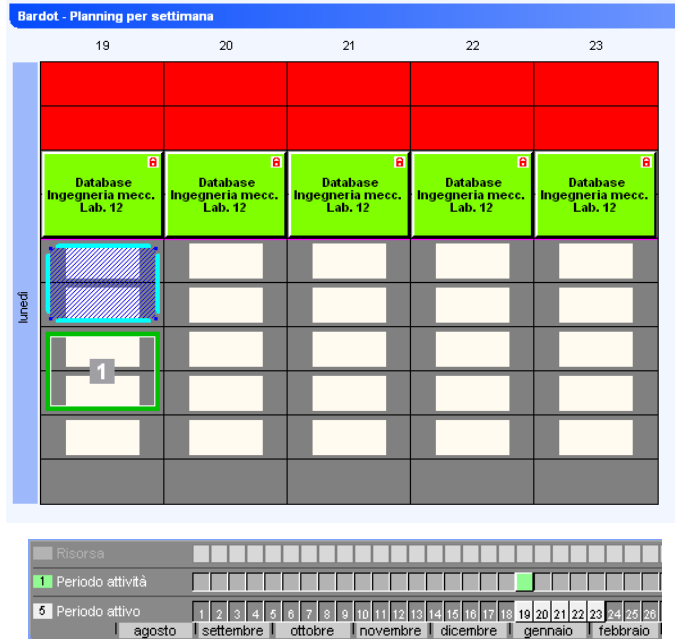 Bardot - Planning per settimana
19 20 21 22 23
lunedì
Database Database Database Database Database
Ingegneria mecc. Ingegneria mecc. Ingegneria mecc. Ingegneria mecc. Ingegneria mecc.
Lab. 12 Lab. 12 Lab. 12 Lab. 12 Lab. 12
1
Risorsa
1 Periodo attività
5 Periodo attivo 1 2 3 4 5 6 7 8 9 10 11 12 13 14 15 16 17 18 19 20 21 22 23 24 25 26
agosto settembre ottobre novembre dicembre gennaio febbraio